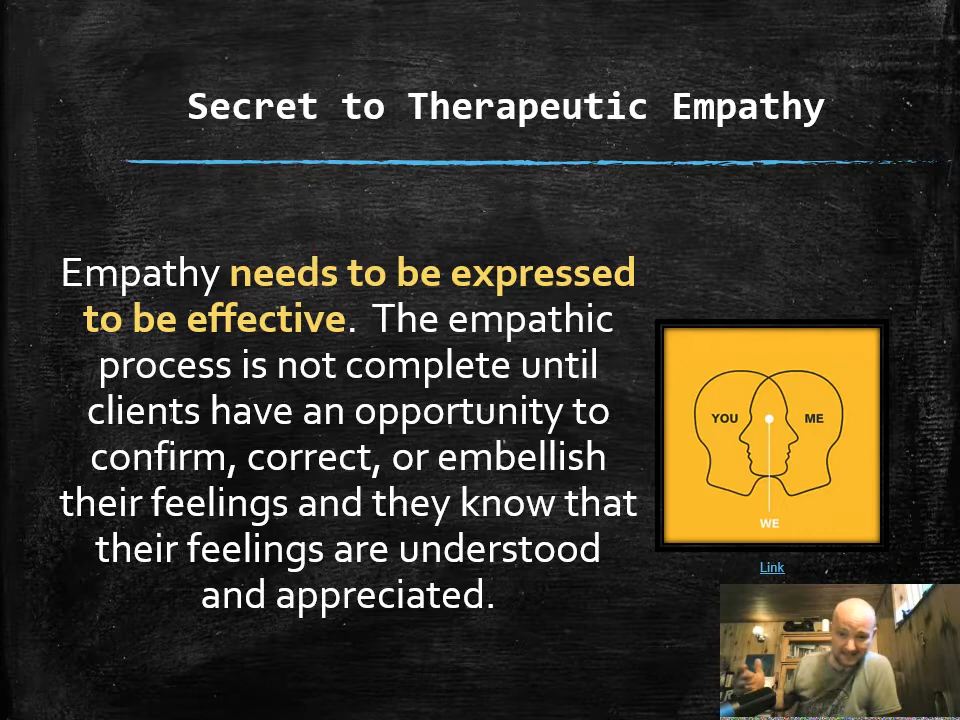 Secret to Therapeutic Empathy
Empathy needs to be expressed
to be effective.  The empathic
process is not complete until
clients have an opportunity to
confirm, correct, or embellish
their feelings and they know that
their feelings are understood
and appreciated.
YOU ME
WE
Link